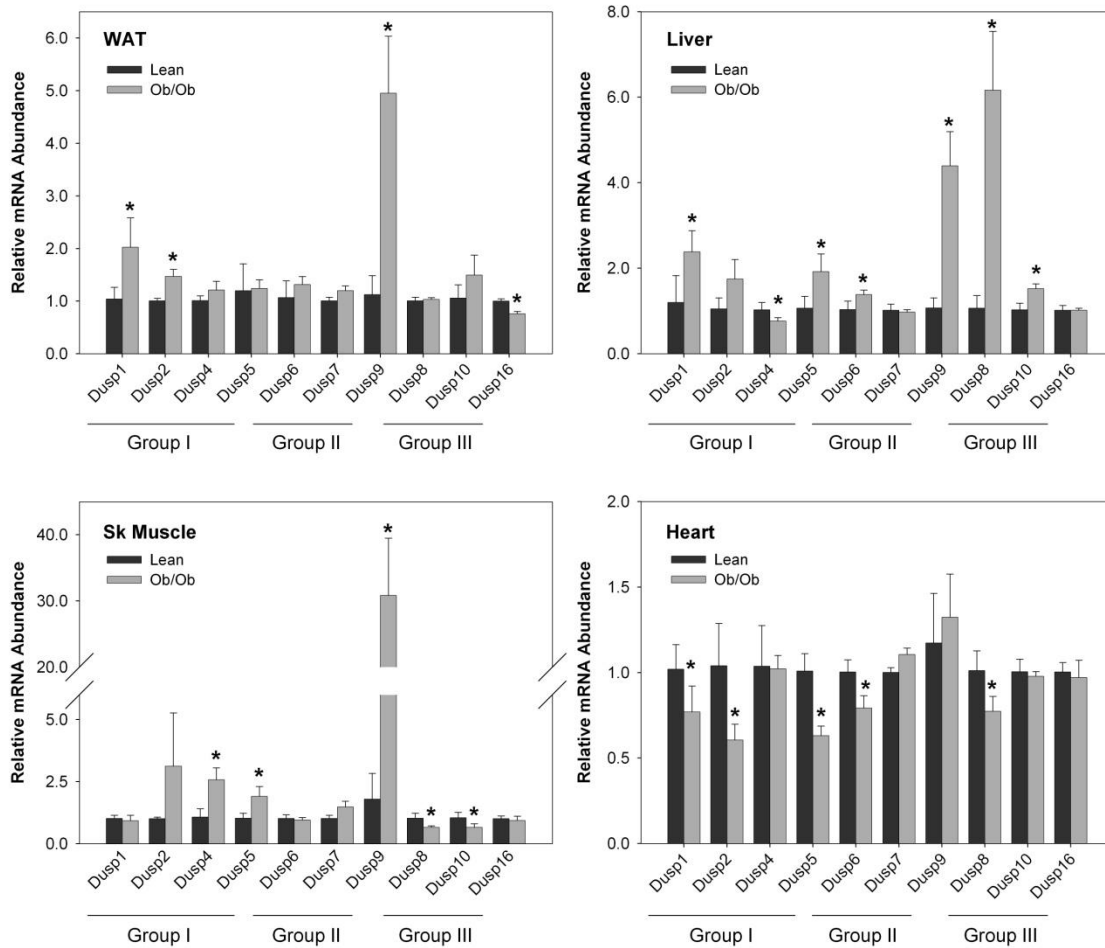 WAT
Lean
Ob/Ob
Relative mRNA Abundance
6.0
5.0
4.0
3.0
2.0
1.0
0.0
*
*
*
*
Dusp1
Dusp2
Dusp4
Dusp5
Dusp6
Dusp7
Dusp9
Dusp8
Dusp10
Dusp16
Group I
Group II
Group III
Liver
Lean
Ob/Ob
Relative mRNA Abundance
8.0
6.0
4.0
2.0
0.0
*
*
*
*
*
*
*
Dusp1
Dusp2
Dusp4
Dusp5
Dusp6
Dusp7
Dusp9
Dusp8
Dusp10
Dusp16
Group I
Group II
Group III
Sk Muscle
Lean
Ob/Ob
Relative mRNA Abundance
40.0
30.0
20.0
5.0
2.5
0.0
*
*
*
*
*
Dusp1
Dusp2
Dusp4
Dusp5
Dusp6
Dusp7
Dusp9
Dusp8
Dusp10
Dusp16
Group I
Group II
Group III
Heart
Lean
Ob/Ob
Relative mRNA Abundance
2.0
1.5
1.0
0.5
0.0
*
*
*
*
*
Dusp1
Dusp2
Dusp4
Dusp5
Dusp6
Dusp7
Dusp9
Dusp8
Dusp10
Dusp16
Group I
Group II
Group III